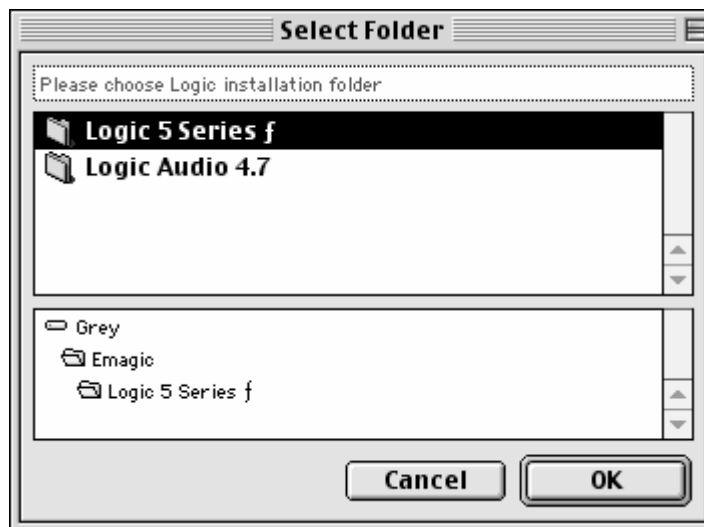 Select Folder
Please choose Logic installation folder
Logic 5 Series ƒ
Logic Audio 4.7
Grey
Emagic
Logic 5 Series ƒ
Cancel
OK